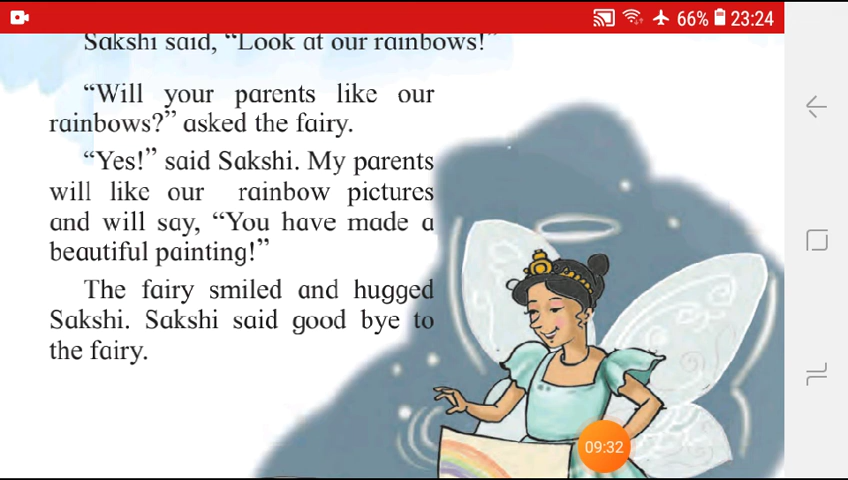 66% 23:24
Sakshi said, “Look at our rainbows!”
“Will your parents like our
rainbows?” asked the fairy.
“Yes!” said Sakshi. My parents
will like our rainbow pictures
and will say, “You have made a
beautiful painting!”
The fairy smiled and hugged
Sakshi. Sakshi said good bye to
the fairy.
09:32